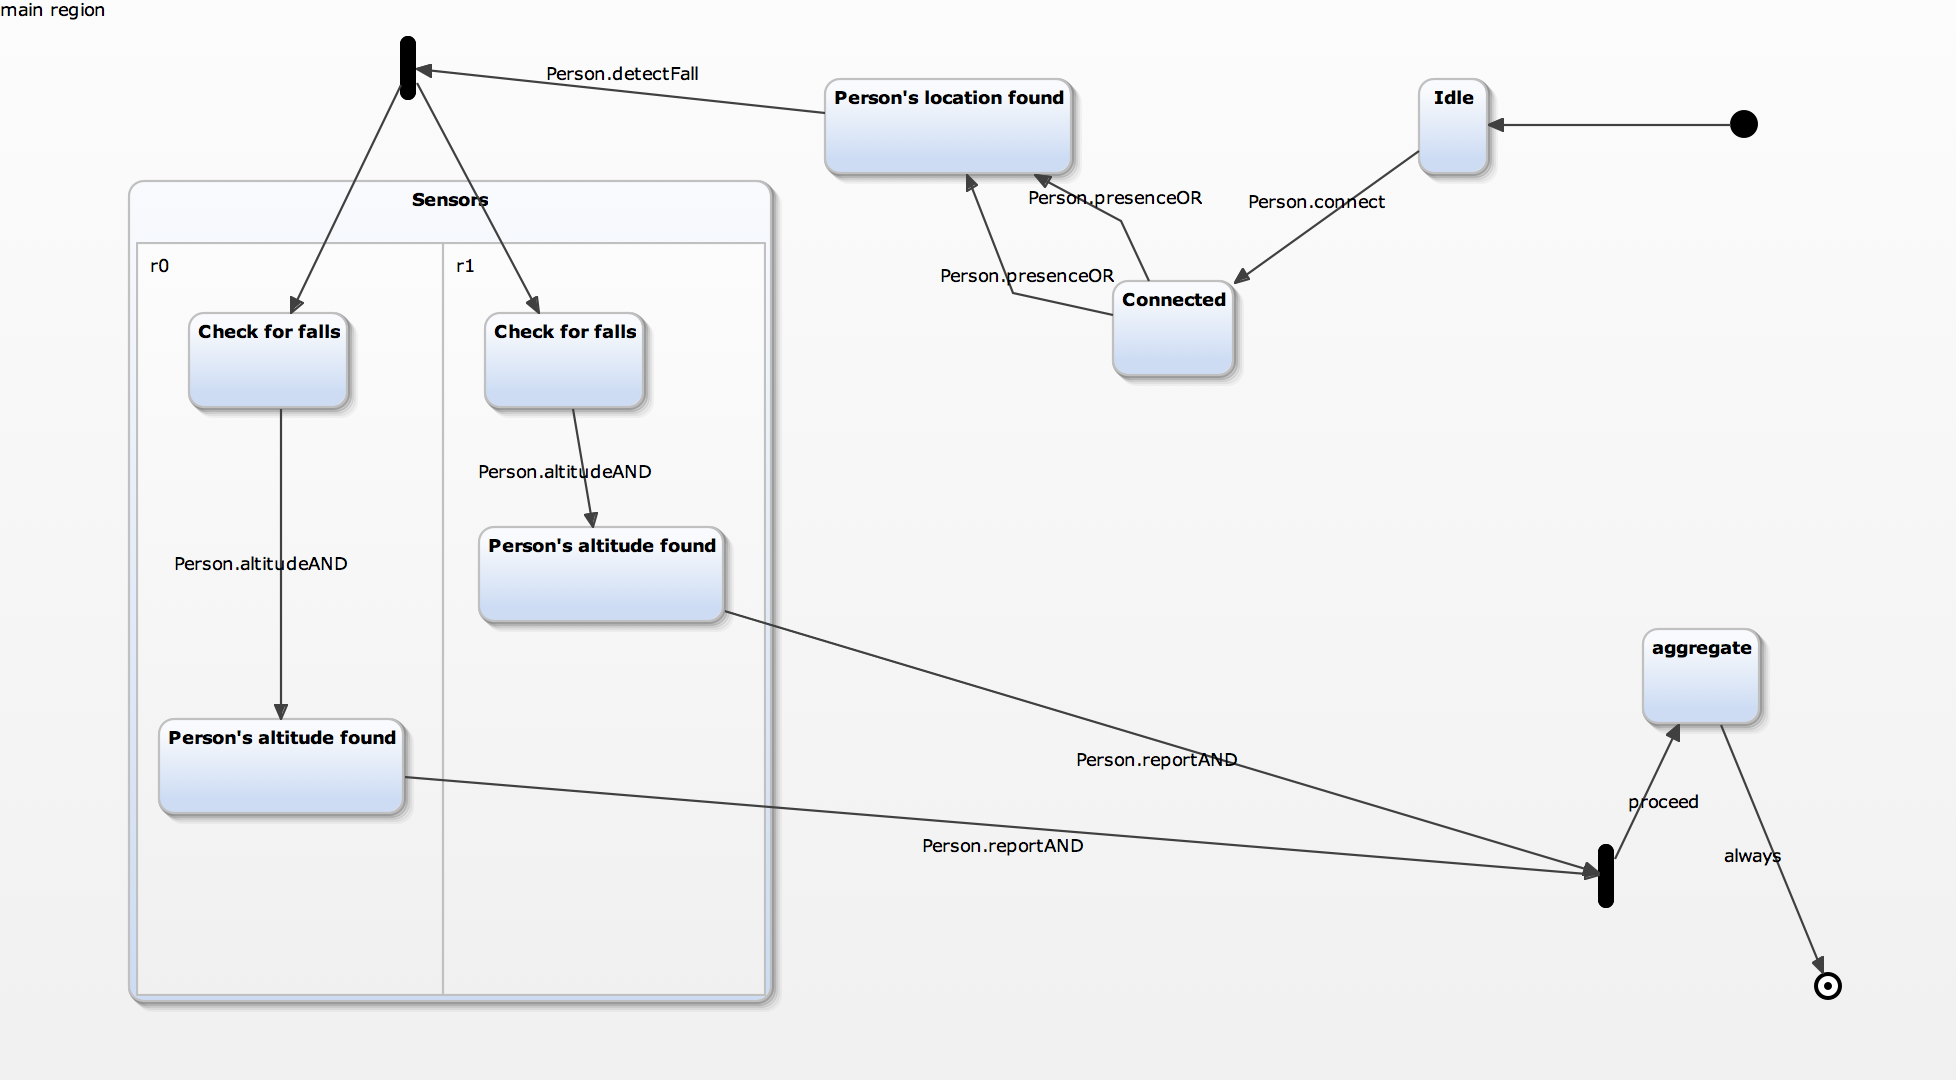 main region
Person.detectFall
Person's location found
Idle
Person.presenceOR
Person.connect
Sensors
r0
r1
Person.presenceOR
Connected
Check for falls
Check for falls
Person.altitudeAND
Person's altitude found
Person.altitudeAND
aggregate
Person's altitude found
Person.reportAND
proceed
Person.reportAND
always